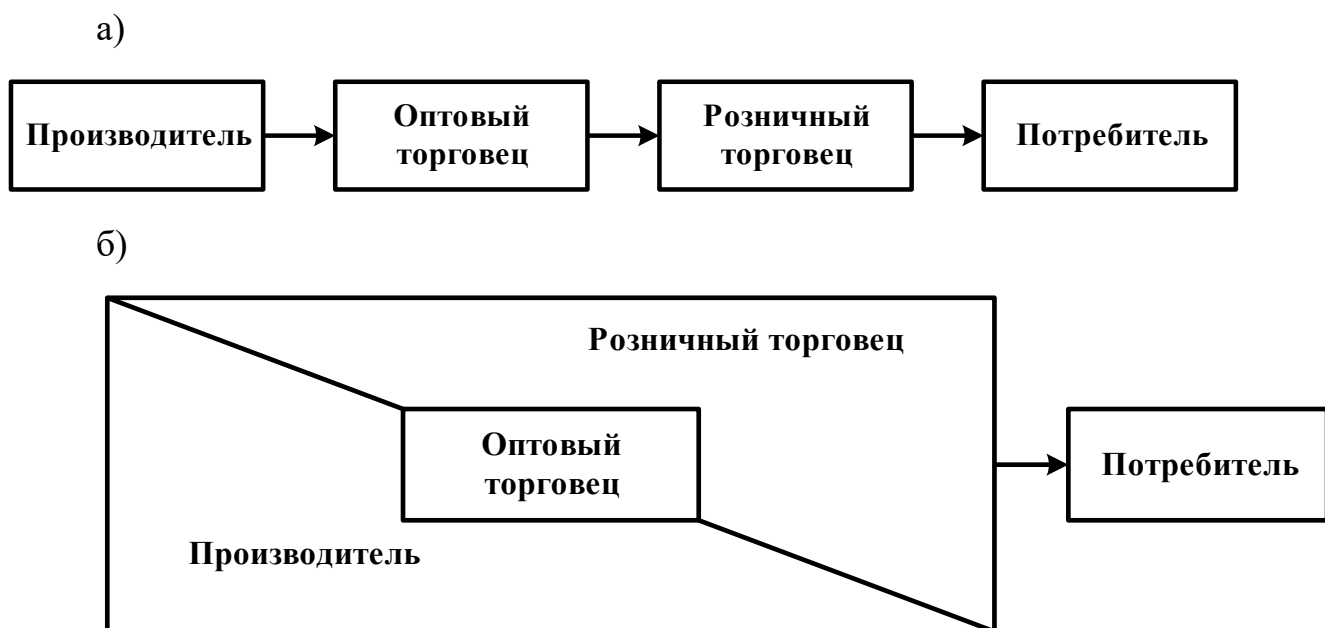 а)
Производитель
Оптовый
торговец
Розничный
торговец
Потребитель
б)
Розничный торговец
Оптовый
торговец
Потребитель
Производитель